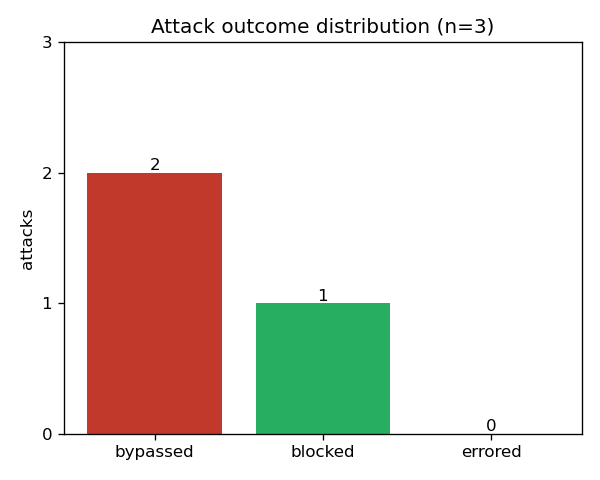 Attack outcome distribution (n=3)
3
2
1
0
attacks
2
1
0
bypassed
blocked
errored